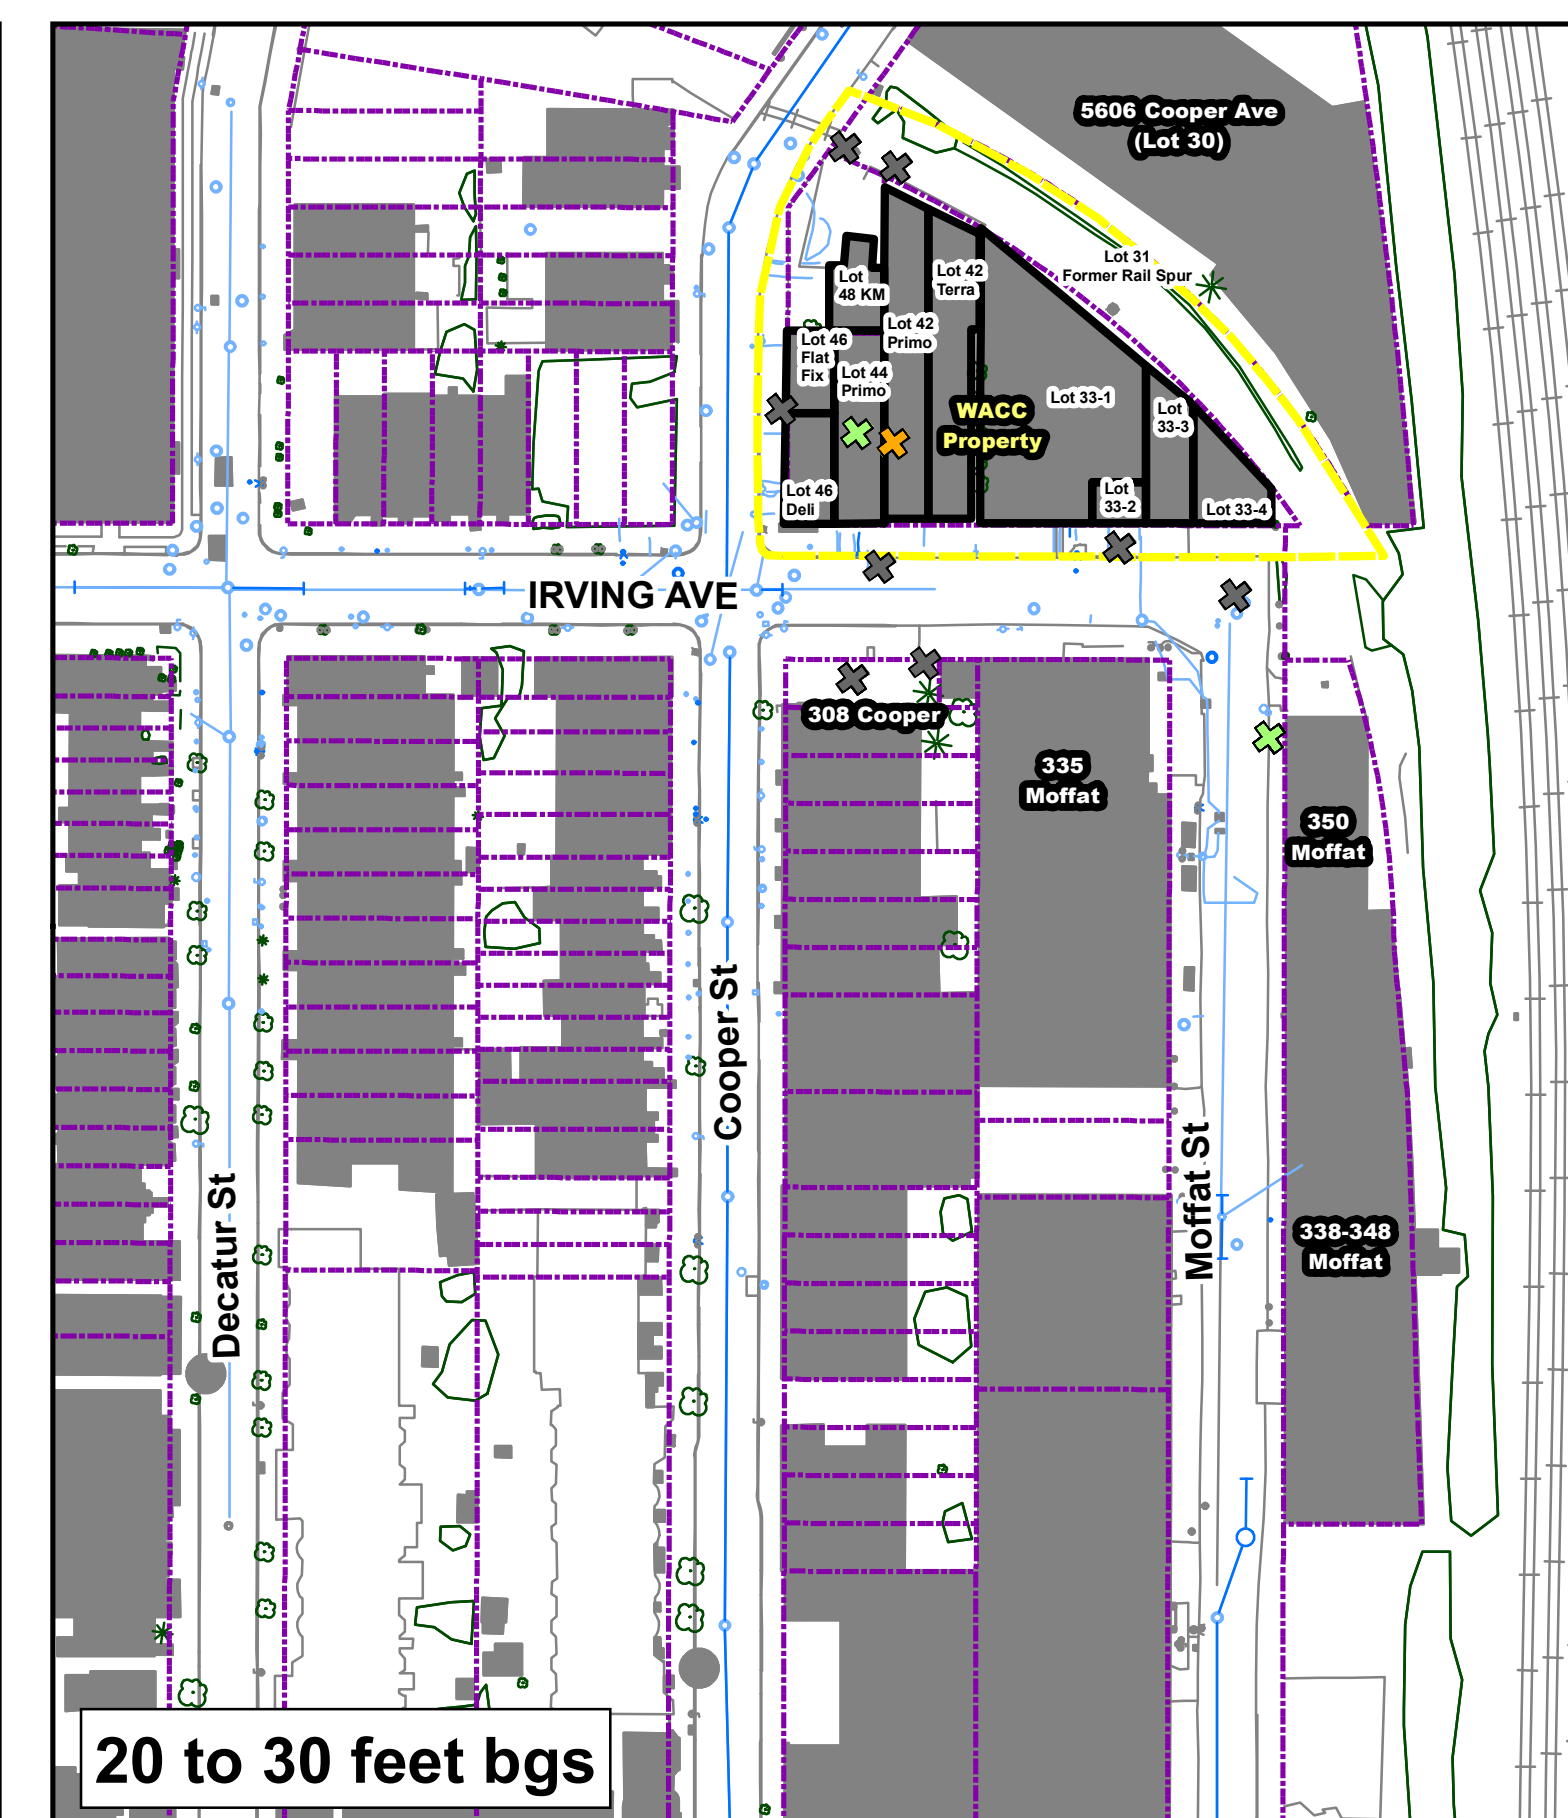 5606 Cooper Ave
(Lot 30)
Lot 31
Former Rail Spur
Lot
48 KM
Lot 42
Terra
Lot 42
Primo
Lot 46
Flat
Fix
Lot 44
Primo
WACC
Property
Lot 33-1
Lot
33-3
Lot 46
Deli
Lot
33-2
Lot 33-4
IRVING AVE
308 Cooper
335
Moffat
350
Moffat
Cooper St
Moffat St
Decatur St
338-348
Moffat
20 to 30 feet bgs